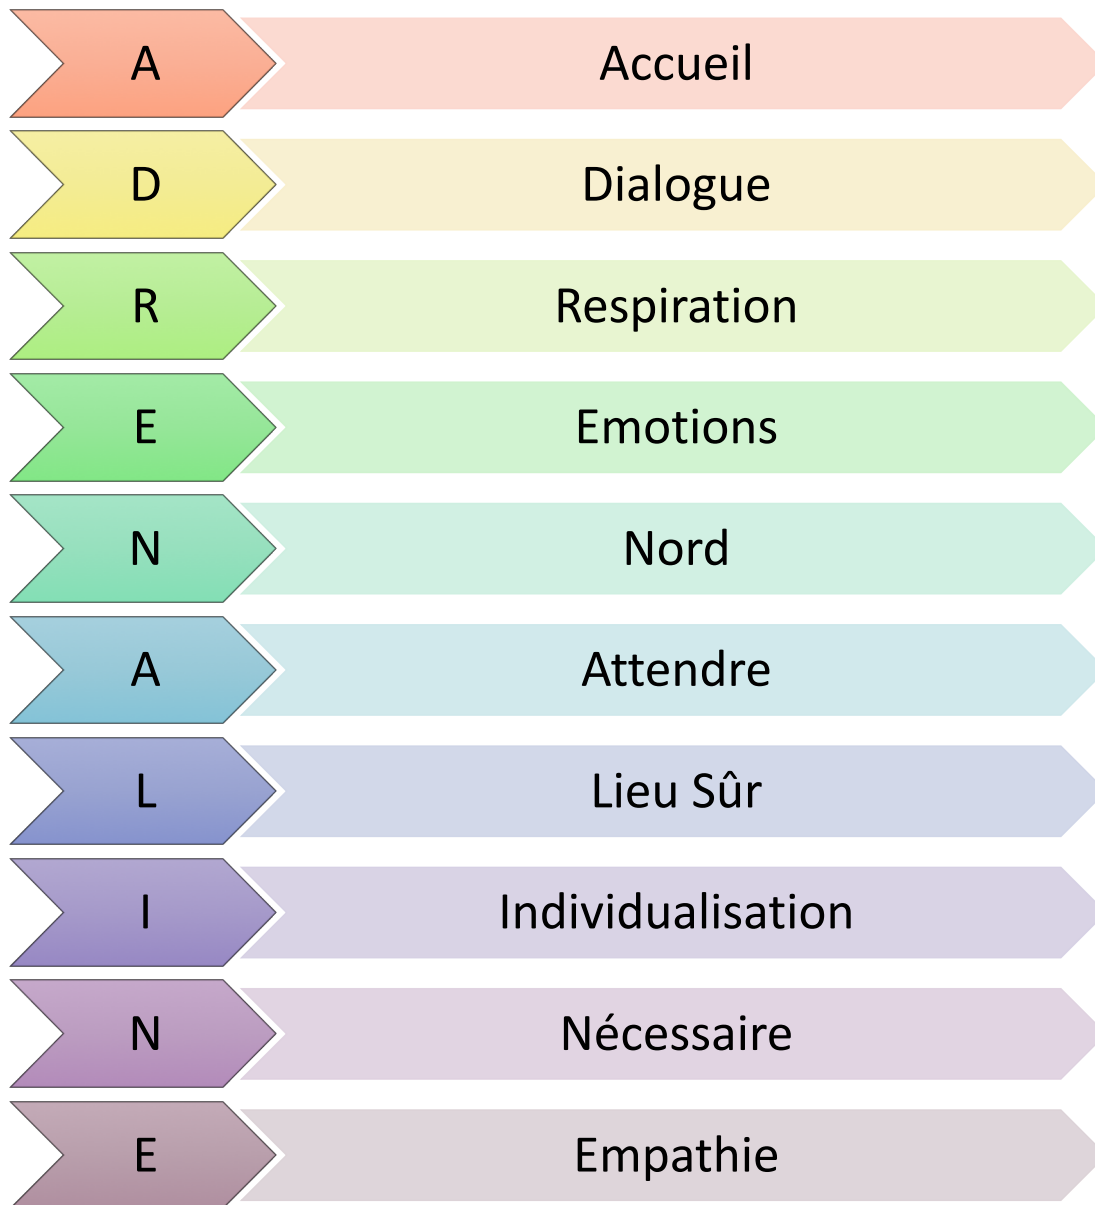 A Accueil
D Dialogue
R Respiration
E Emotions
N Nord
A Attendre
L Lieu Sûr
I Individualisation
N Nécessaire
E Empathie